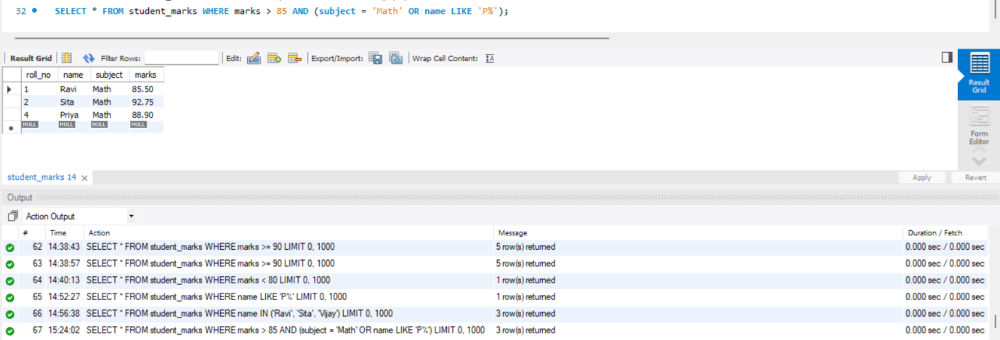 32 SELECT * FROM student_marks WHERE marks > 85 AND (subject = 'Math' OR name LIKE 'P%');
Result Grid Filter Rows: Edit: Export/Import: Wrap Cell Content:
roll_no name subject marks
1 Ravi Math 85.50
2 Sita Math 92.75
4 Priya Math 88.90
NULL NULL NULL NULL
Result
Grid
Form
Editor
student_marks 14
Apply Revert
Output
Action Output
# Time Action Message Duration / Fetch
62 14:38:43 SELECT * FROM student_marks WHERE marks >= 90 LIMIT 0, 1000 5 row(s) returned 0.000 sec / 0.000 sec
63 14:38:57 SELECT * FROM student_marks WHERE marks >= 90 LIMIT 0, 1000 5 row(s) returned 0.000 sec / 0.000 sec
64 14:40:13 SELECT * FROM student_marks WHERE marks < 80 LIMIT 0, 1000 1 row(s) returned 0.000 sec / 0.000 sec
65 14:52:27 SELECT * FROM student_marks WHERE name LIKE 'P%' LIMIT 0, 1000 1 row(s) returned 0.000 sec / 0.000 sec
66 14:56:38 SELECT * FROM student_marks WHERE name IN ('Ravi', 'Sita', 'Vijay') LIMIT 0, 1000 3 row(s) returned 0.000 sec / 0.000 sec
67 15:24:02 SELECT * FROM student_marks WHERE marks > 85 AND (subject = 'Math' OR name LIKE 'P%') LIMIT 0, 1000 3 row(s) returned 0.000 sec / 0.000 sec